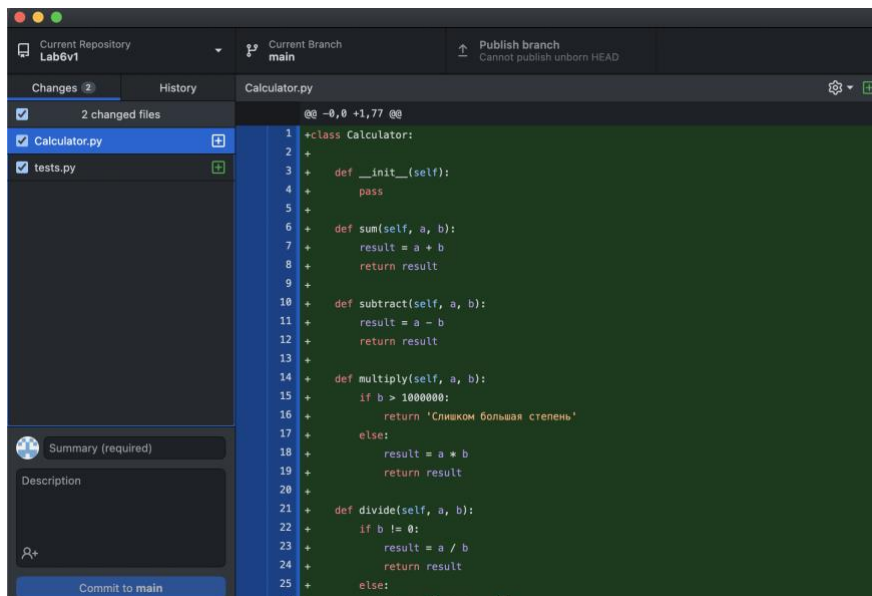 Current Repository
Lab6v1
Current Branch
main
Publish branch
Cannot publish unborn HEAD
Changes 2
History
2 changed files
Calculator.py
tests.py
Summary (required)
Description
Commit to main
Calculator.py
@@ -0,0 +1,77 @@
1 +class Calculator:
2 +
3 +    def __init__(self):
4 +        pass
5 +
6 +    def sum(self, a, b):
7 +        result = a + b
8 +        return result
9 +
10 +    def subtract(self, a, b):
11 +        result = a - b
12 +        return result
13 +
14 +    def multiply(self, a, b):
15 +        if b > 1000000:
16 +            return 'Слишком большая степень'
17 +        else:
18 +            result = a * b
19 +            return result
20 +
21 +    def divide(self, a, b):
22 +        if b != 0:
23 +            result = a / b
24 +            return result
25 +        else: